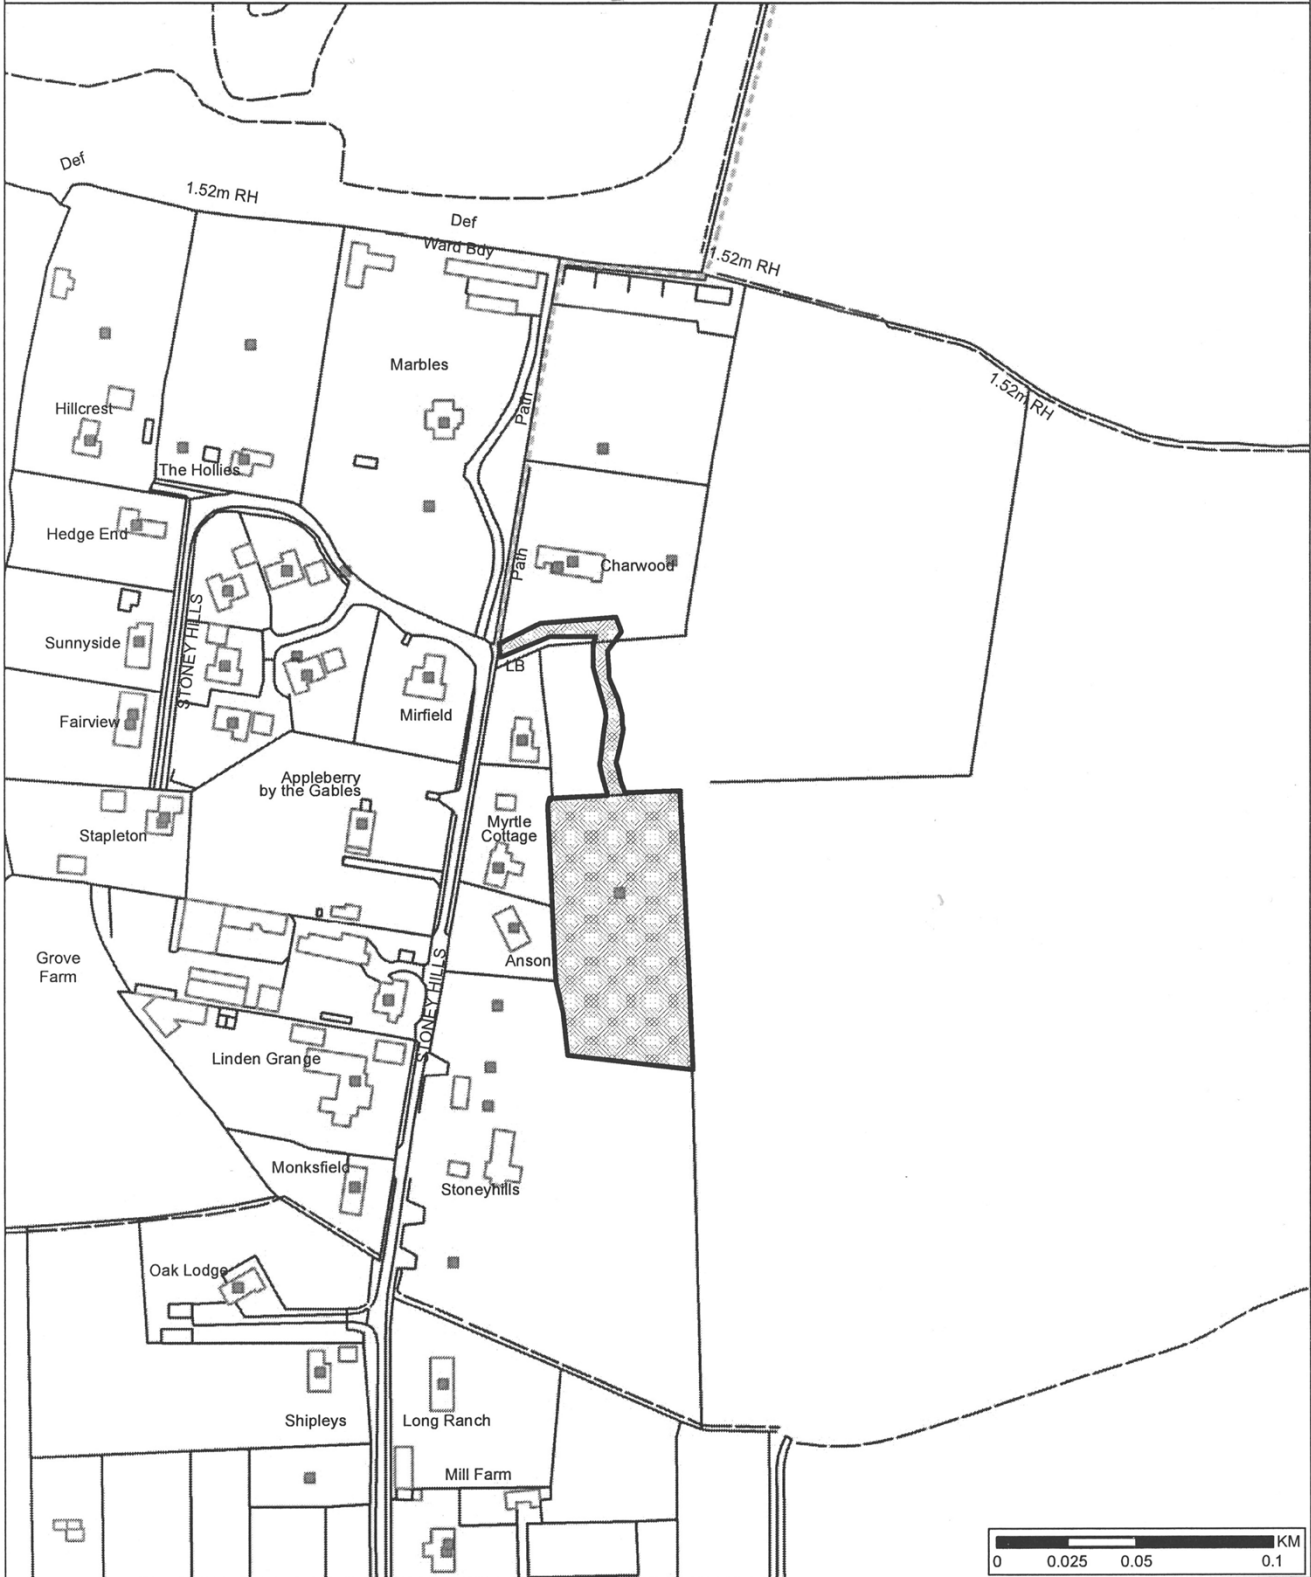 Def
1.52m RH
Def
Ward Bdy
1.52m RH
1.52m RH
Marbles
Path
Hillcrest
The Hollies
Hedge End
Path
Charwood
STONEY HILLS
Sunnyside
LB
Mirfield
Fairview
Appleberry
by the Gables
Myrtle
Cottage
Stapleton
Grove
Farm
Anson
STONEY HILLS
Linden Grange
Monksfield
Stoneyhills
Oak Lodge
Shipleys
Long Ranch
Mill Farm
KM
0 0.025 0.05 0.1